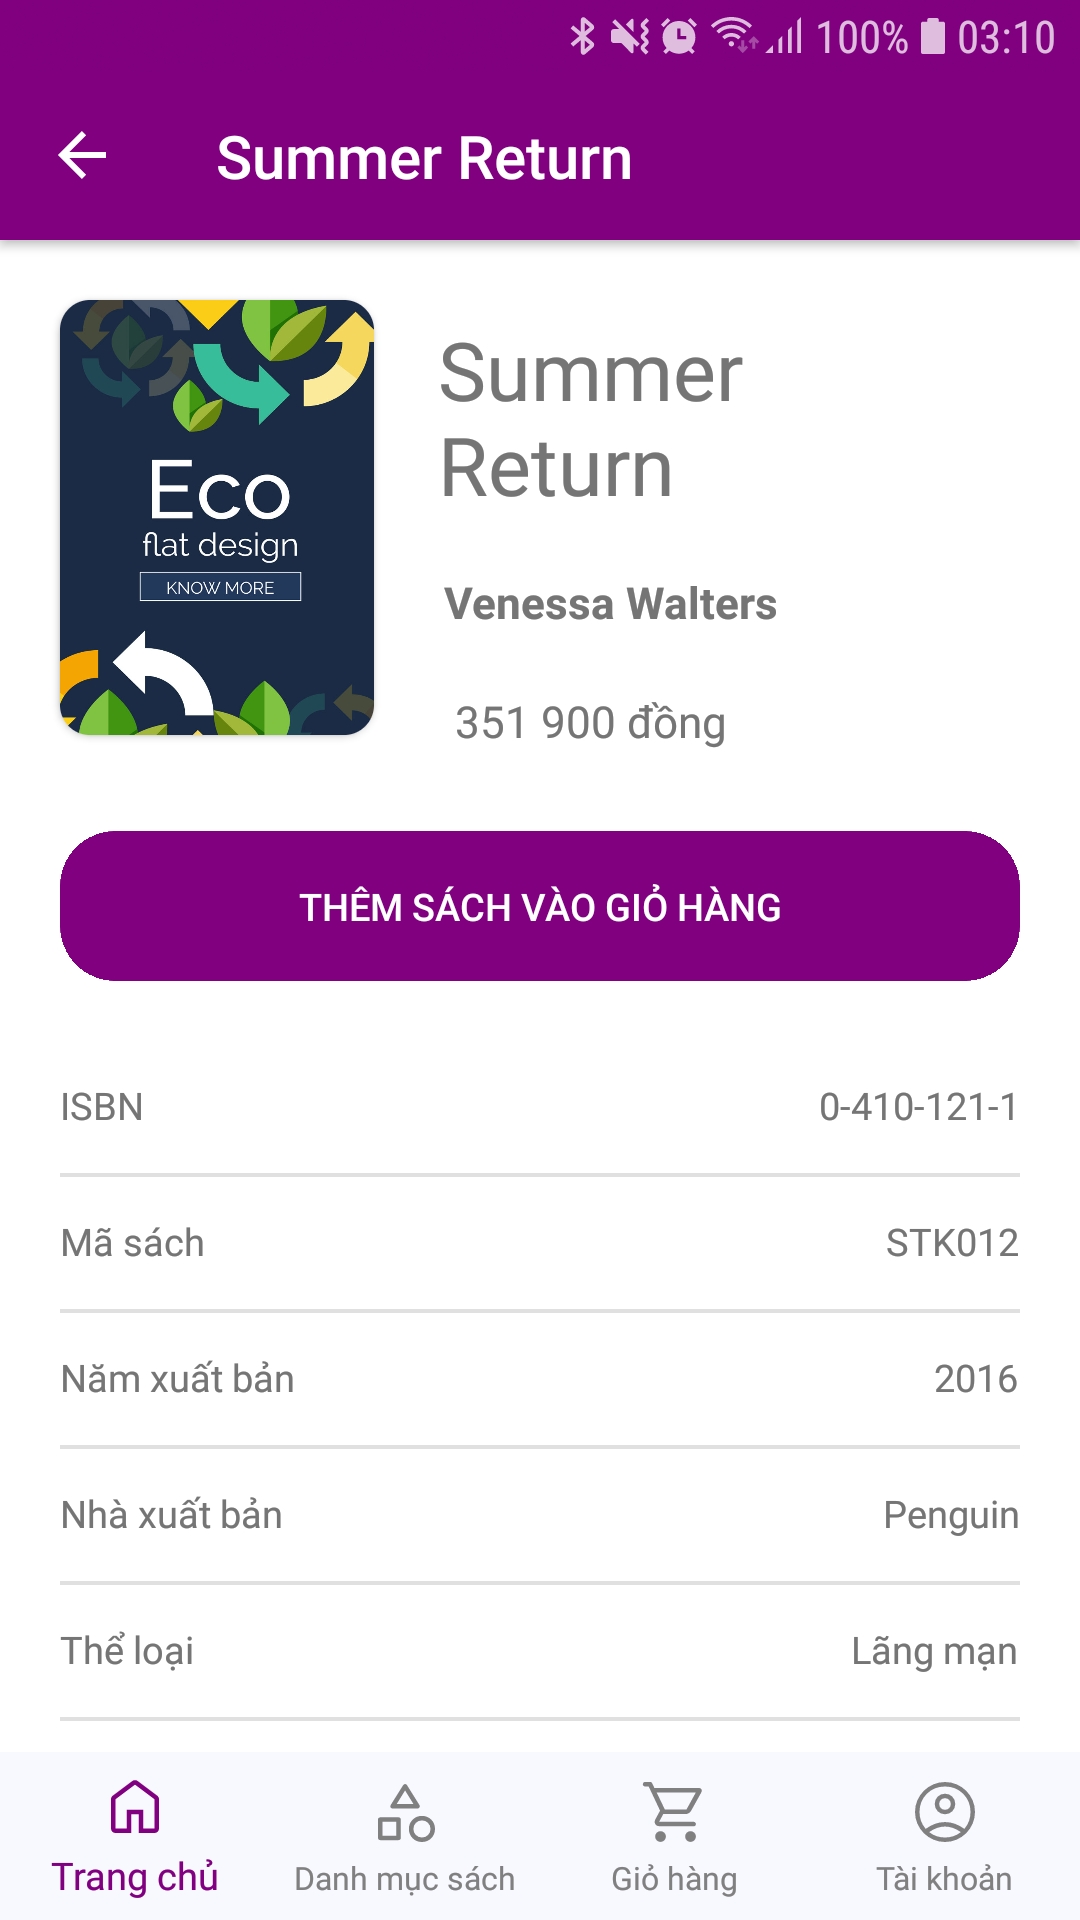 100% 03:10
Summer Return
Eco
flat design
KNOW MORE
Summer
Return
Venessa Walters
351 900 đồng
THÊM SÁCH VÀO GIỎ HÀNG
ISBN 0-410-121-1
Mã sách STK012
Năm xuất bản 2016
Nhà xuất bản Penguin
Thể loại Lãng mạn
Trang chủ Danh mục sách Giỏ hàng Tài khoản